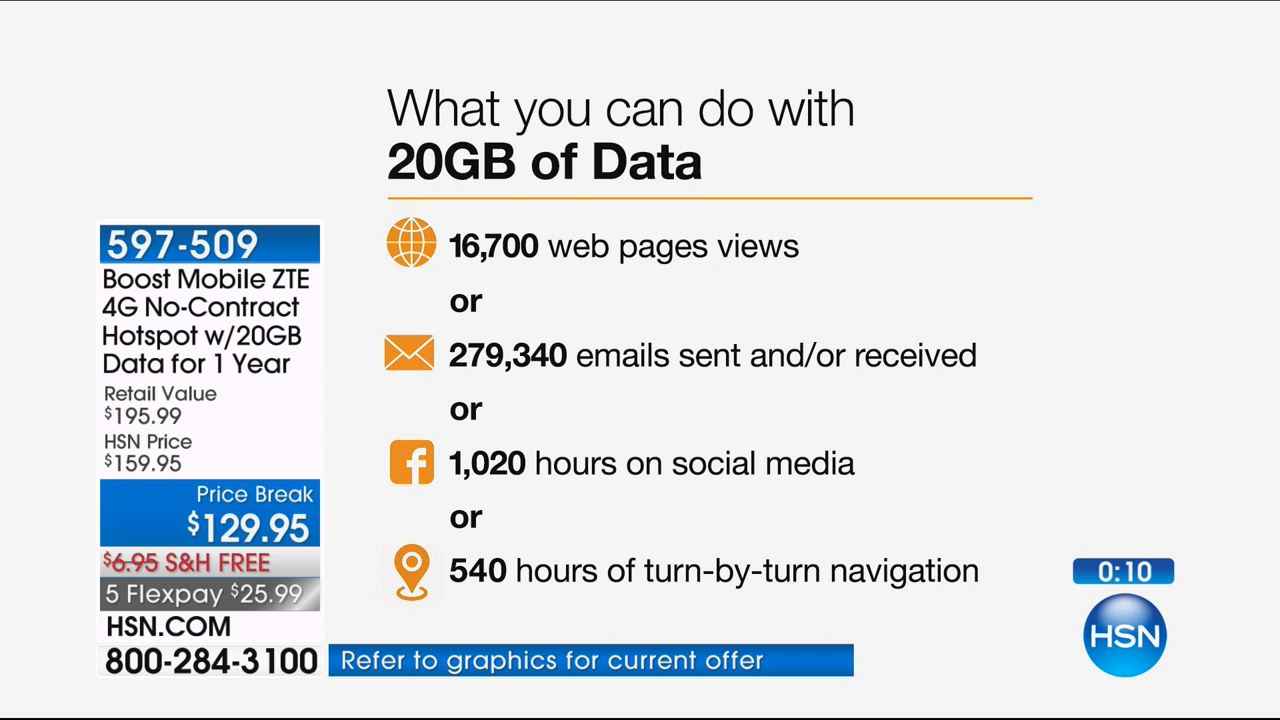 What you can do with
20GB of Data
16,700 web pages views
or
279,340 emails sent and/or received
or
1,020 hours on social media
or
540 hours of turn-by-turn navigation
597-509
Boost Mobile ZTE
4G No-Contract
Hotspot w/20GB
Data for 1 Year
Retail Value
$195.99
HSN Price
$159.95
Price Break
$129.95
$6.95 S&H FREE
5 Flexpay $25.99
HSN.COM
800-284-3100
Refer to graphics for current offer
0:10
HSN